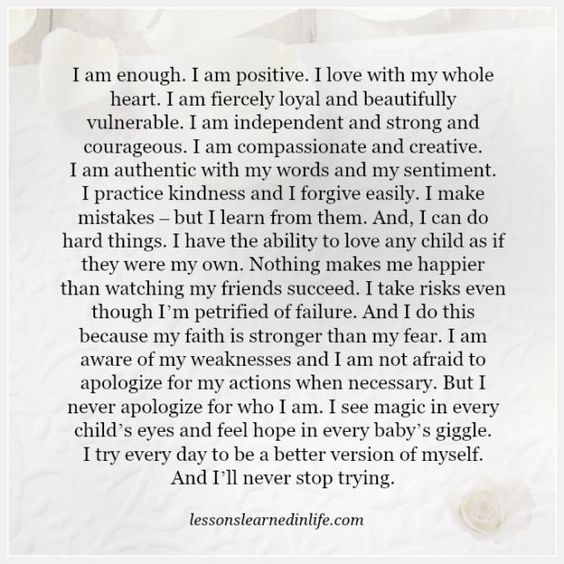 I am enough. I am positive. I love with my whole
heart. I am fiercely loyal and beautifully
vulnerable. I am independent and strong and
courageous. I am compassionate and creative.
I am authentic with my words and my sentiment.
I practice kindness and I forgive easily. I make
mistakes – but I learn from them. And, I can do
hard things. I have the ability to love any child as if
they were my own. Nothing makes me happier
than watching my friends succeed. I take risks even
though I’m petrified of failure. And I do this
because my faith is stronger than my fear. I am
aware of my weaknesses and I am not afraid to
apologize for my actions when necessary. But I
never apologize for who I am. I see magic in every
child’s eyes and feel hope in every baby’s giggle.
I try every day to be a better version of myself.
And I’ll never stop trying.
lessonslearnedinlife.com